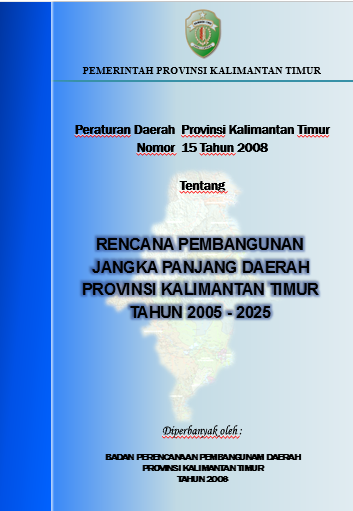 PEMERINTAH PROVINSI KALIMANTAN TIMUR
Peraturan Daerah Provinsi Kalimantan Timur
Nomor 15 Tahun 2008
Tentang
RENCANA PEMBANGUNAN
JANGKA PANJANG DAERAH
PROVINSI KALIMANTAN TIMUR
TAHUN 2005 - 2025
Diperbanyak oleh :
BADAN PERENCANAAN PEMBANGUNAM DAERAH
PROVINSI KALIMANTAN TIMUR
TAHUN 2008